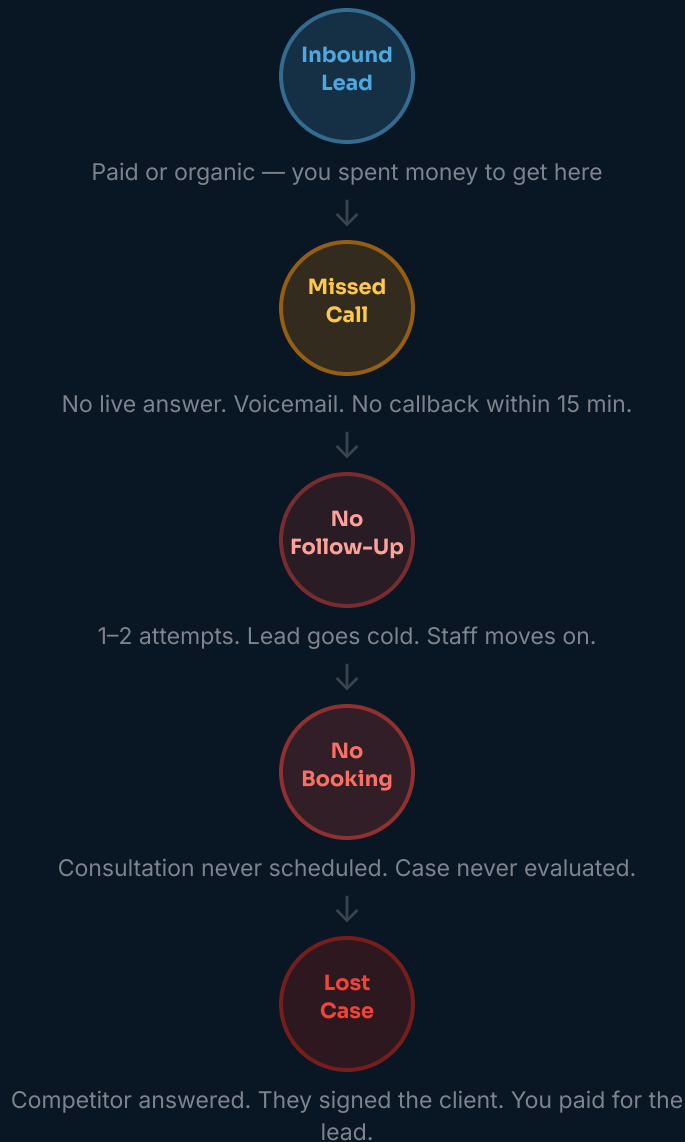 Inbound
Lead
Paid or organic — you spent money to get here
Missed
Call
No live answer. Voicemail. No callback within 15 min.
No
Follow-Up
1–2 attempts. Lead goes cold. Staff moves on.
No
Booking
Consultation never scheduled. Case never evaluated.
Lost
Case
Competitor answered. They signed the client. You paid for the
lead.